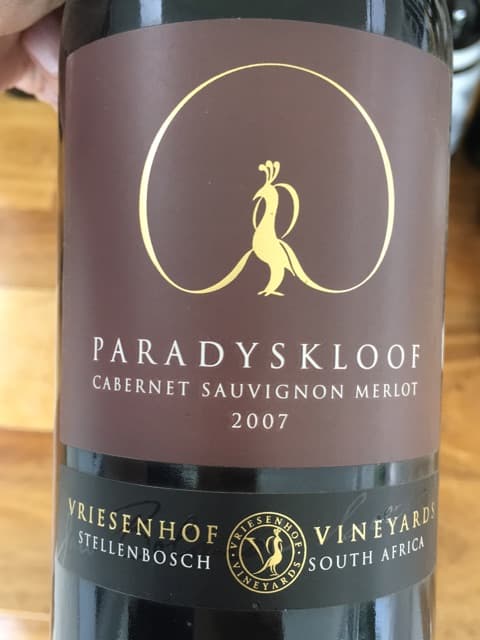 PARADYSKLOOF
CABERNET SAUVIGNON MERLOT
2007
VRIESENHOF VINEYARDS
STELLENBOSCH SOUTH AFRICA
VRIESENHOF
VINEYARDS